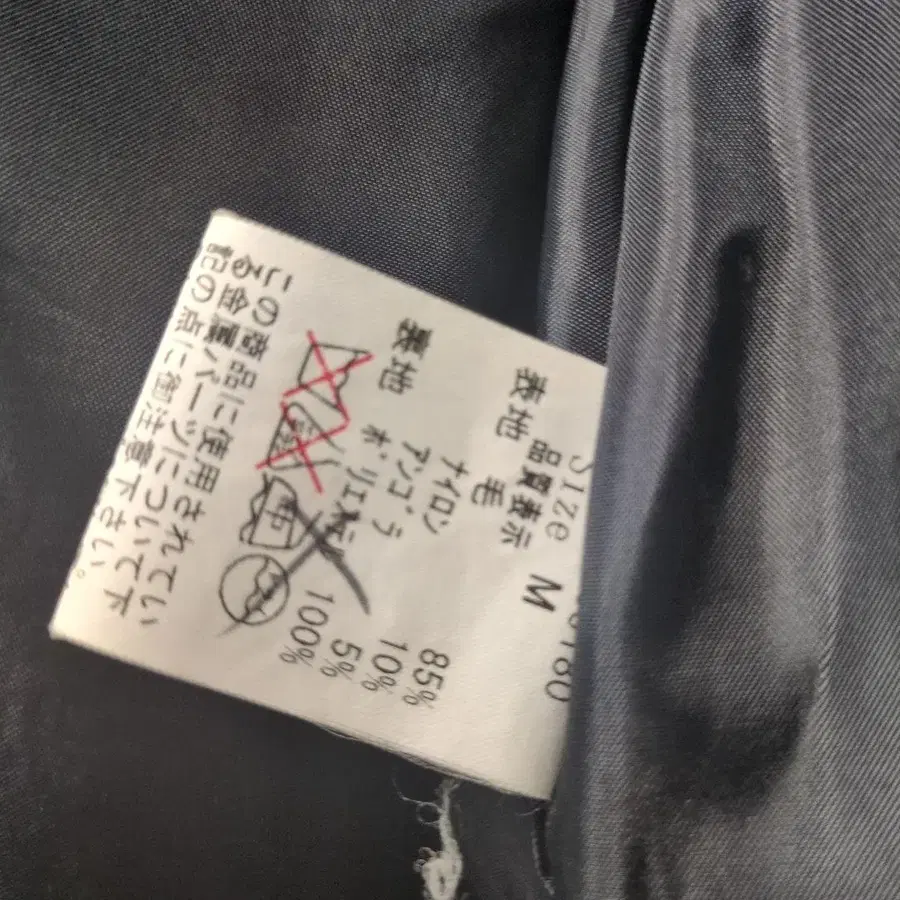 0180
Size M
品質表示
表地 毛 85%
ナイロン 10%
アンゴラ 5%
裏地 ポリエステル 100%
中
この商品に使用されてい
る金属パーツについて下
記の点に御注意下さい。